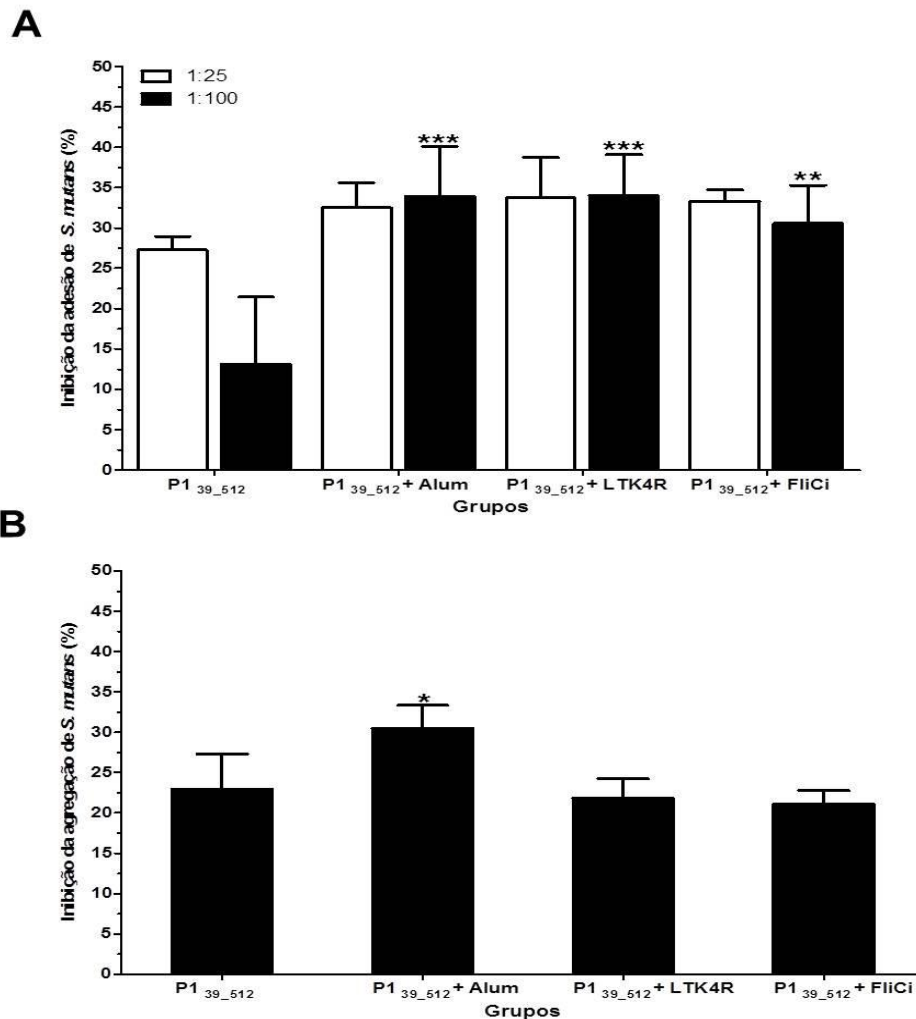 A
50
45
40
35
30
25
20
15
10
5
0
Inibição da adesão de S. mutans (%)
1:25
1:100
***
***
**
P1 39_512
P1 39_512 + Alum
P1 39_512 + LTK4R
P1 39_512 + FliCi
Grupos
B
50
45
40
35
30
25
20
15
10
5
0
Inibição da agregação de S. mutans (%)
*
P1 39_512
P1 39_512 + Alum
P1 39_512 + LTK4R
P1 39_512 + FliCi
Grupos